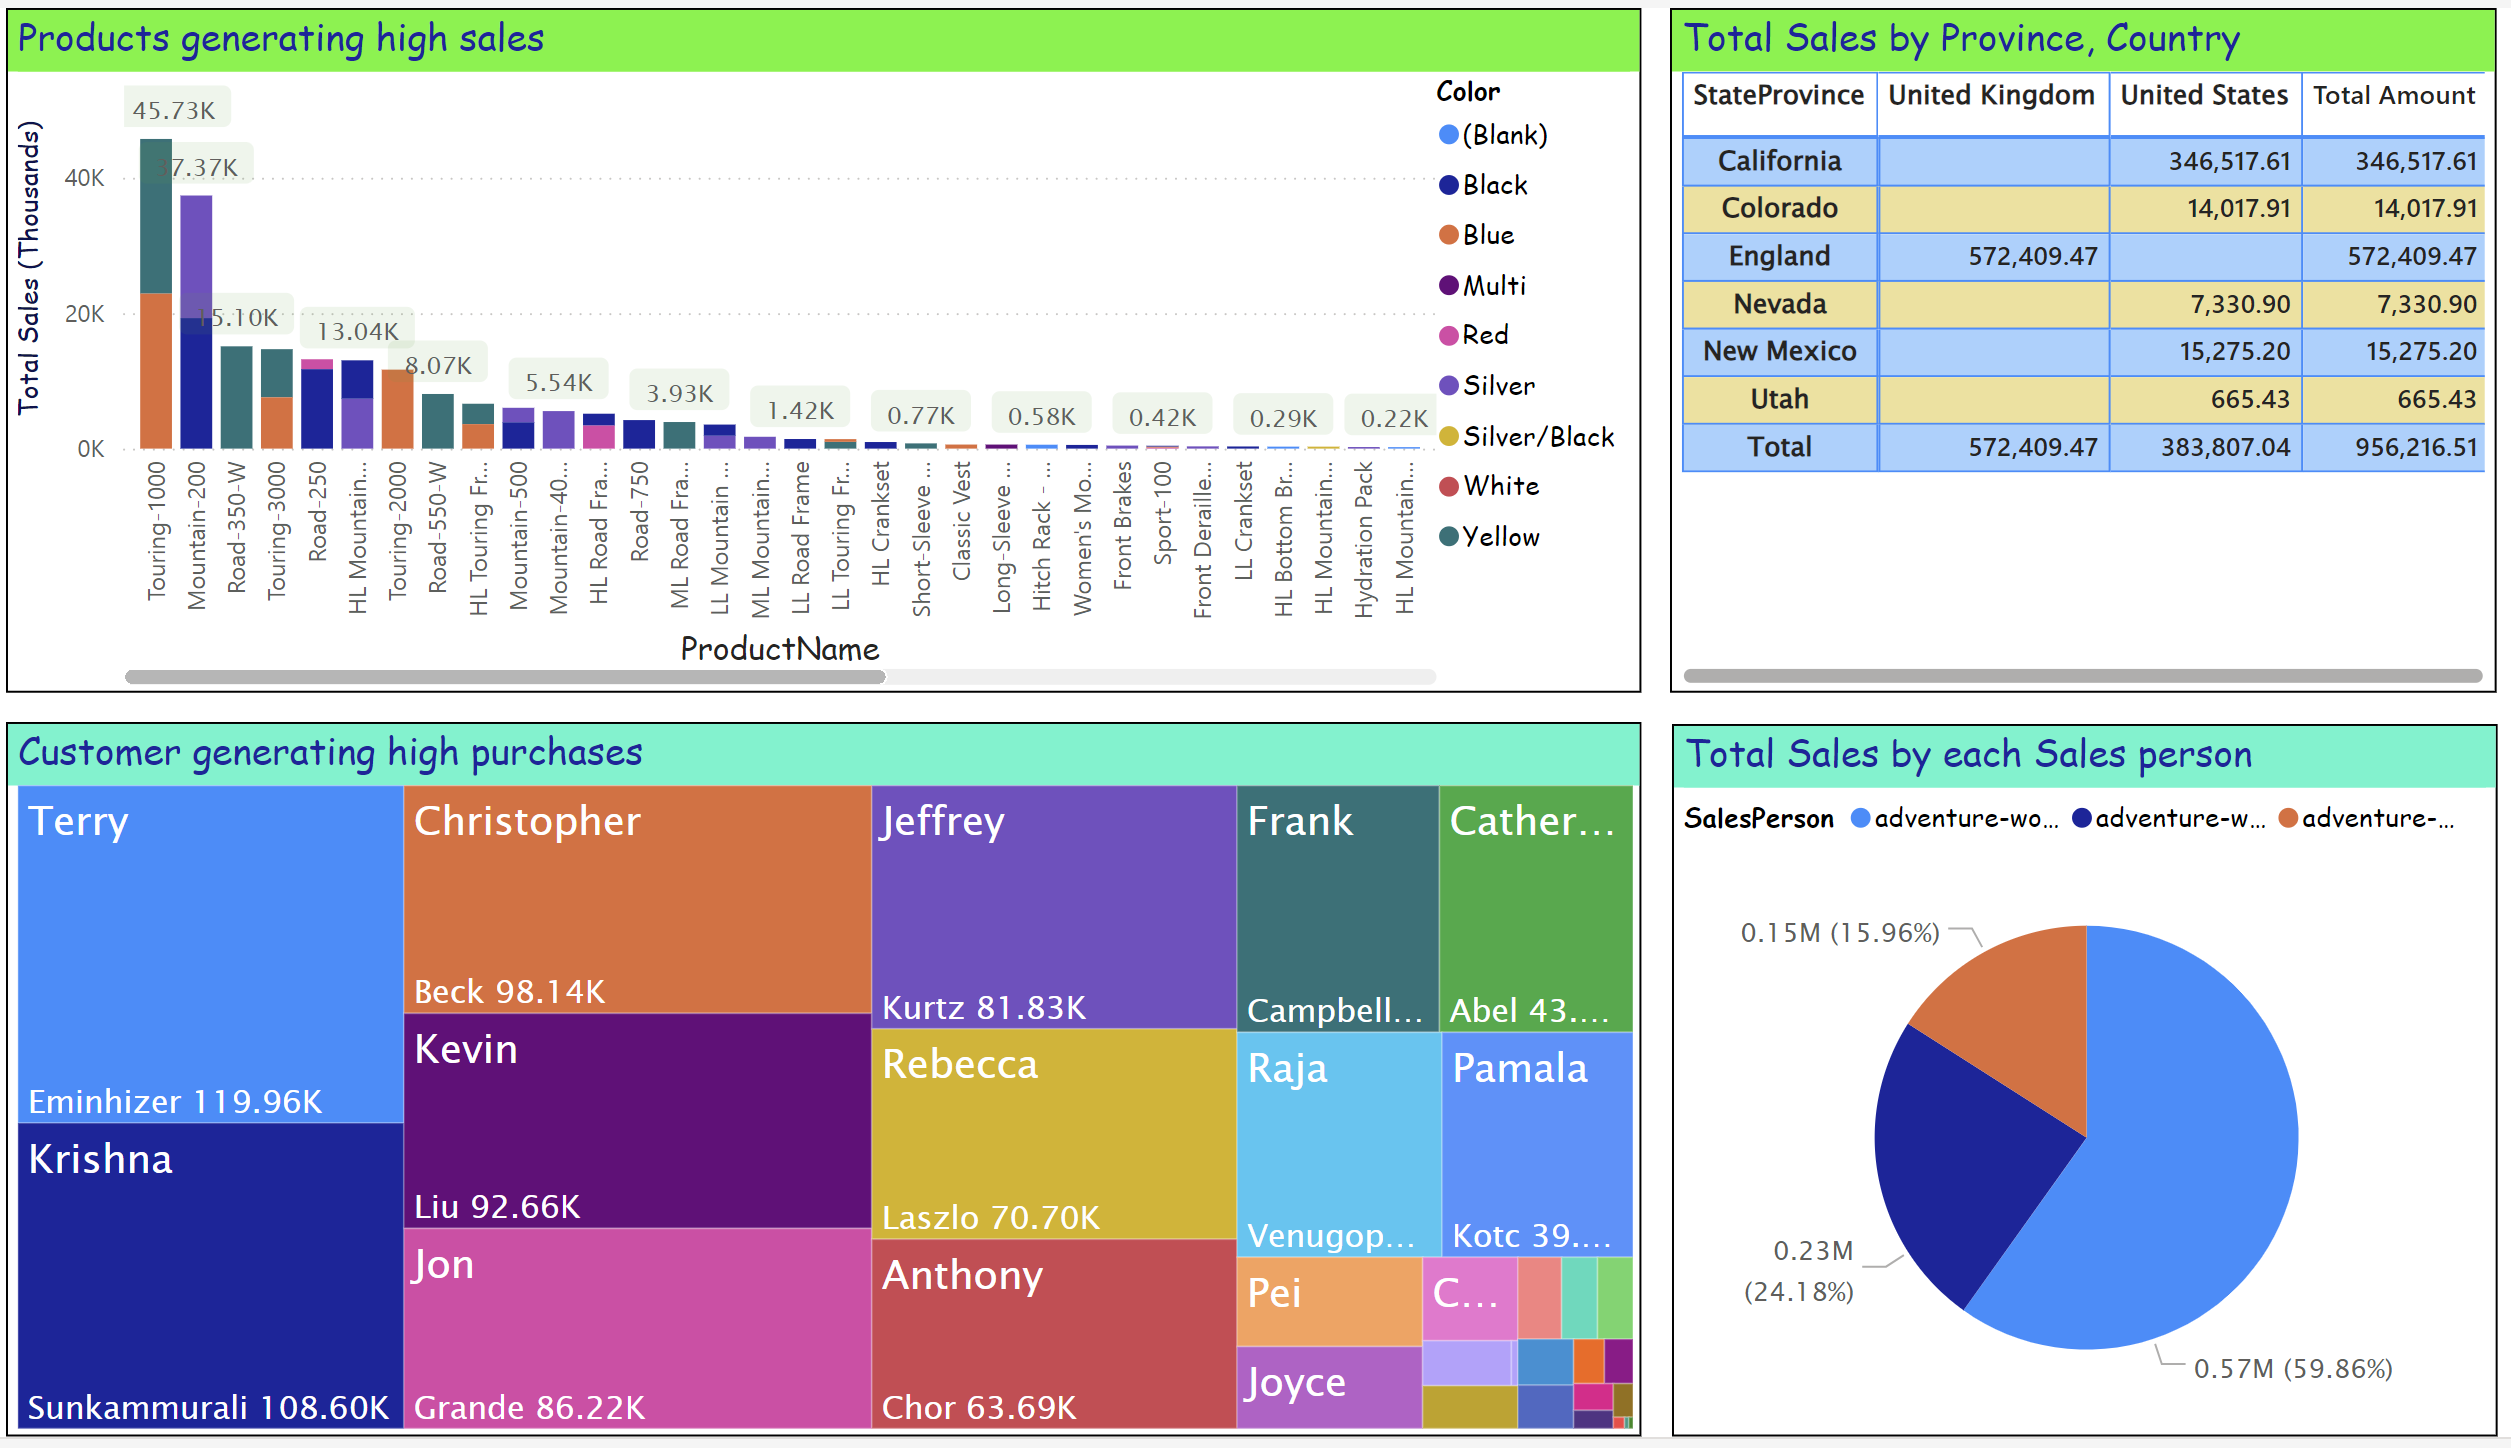 Products generating high sales
Total Sales (Thousands)
40K
20K
0K
45.73K
37.37K
15.10K
13.04K
8.07K
5.54K
3.93K
1.42K
0.77K
0.58K
0.42K
0.29K
0.22K
Touring-1000
Mountain-200
Road-350-W
Touring-3000
Road-250
HL Mountain...
Touring-2000
Road-550-W
HL Touring Fr...
Mountain-500
Mountain-40...
HL Road Fra...
Road-750
ML Road Fra...
LL Mountain ...
ML Mountain...
LL Road Frame
LL Touring Fr...
HL Crankset
Short-Sleeve ...
Classic Vest
Long-Sleeve ...
Hitch Rack - ...
Women's Mo...
Front Brakes
Sport-100
Front Deraille...
LL Crankset
HL Bottom Br...
HL Mountain...
Hydration Pack
HL Mountain...
ProductName
Color
(Blank)
Black
Blue
Multi
Red
Silver
Silver/Black
White
Yellow
Total Sales by Province, Country
StateProvince United Kingdom United States Total Amount
California 346,517.61 346,517.61
Colorado 14,017.91 14,017.91
England 572,409.47 572,409.47
Nevada 7,330.90 7,330.90
New Mexico 15,275.20 15,275.20
Utah 665.43 665.43
Total 572,409.47 383,807.04 956,216.51
Customer generating high purchases
Terry
Eminhizer 119.96K
Krishna
Sunkammurali 108.60K
Christopher
Beck 98.14K
Kevin
Liu 92.66K
Jon
Grande 86.22K
Jeffrey
Kurtz 81.83K
Rebecca
Laszlo 70.70K
Anthony
Chor 63.69K
Frank
Campbell...
Cather...
Abel 43....
Raja
Venugop...
Pamala
Kotc 39....
Pei
C...
Joyce
Total Sales by each Sales person
SalesPerson adventure-wo... adventure-w... adventure-...
0.15M (15.96%)
0.23M
(24.18%)
0.57M (59.86%)